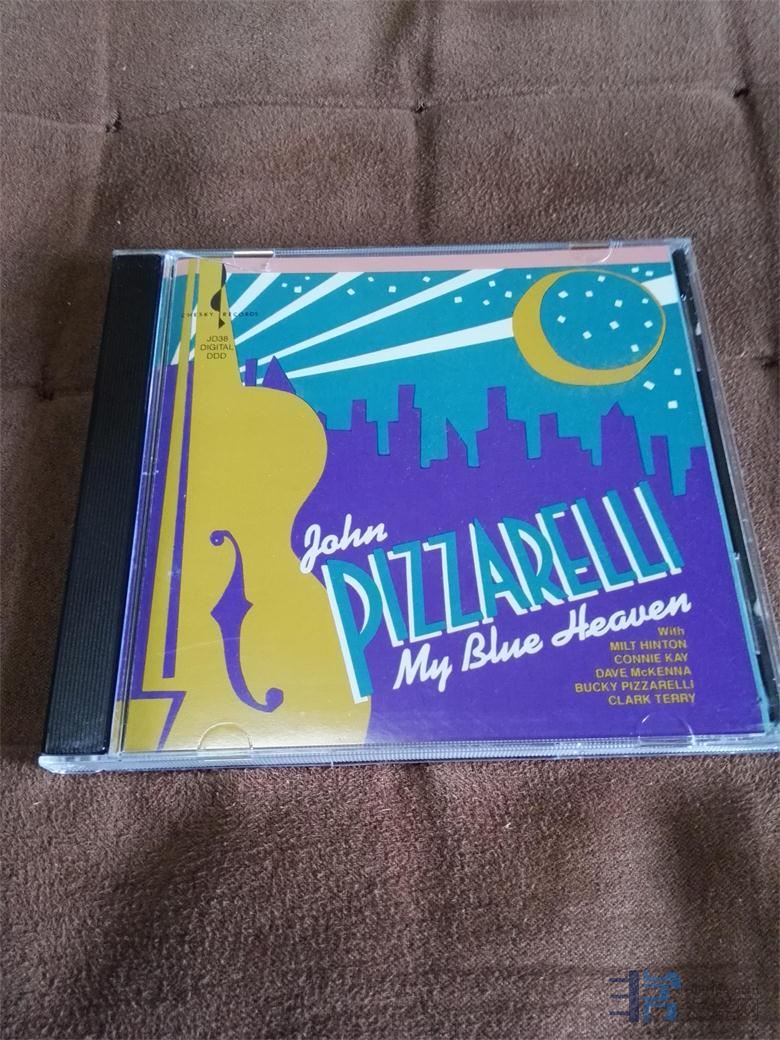 CHESKY RECORDS
JD38
DIGITAL
DDD
John
PIZZARELLI
My Blue Heaven
With
MILT HINTON
CONNIE KAY
DAVE McKENNA
BUCKY PIZZARELLI
CLARK TERRY